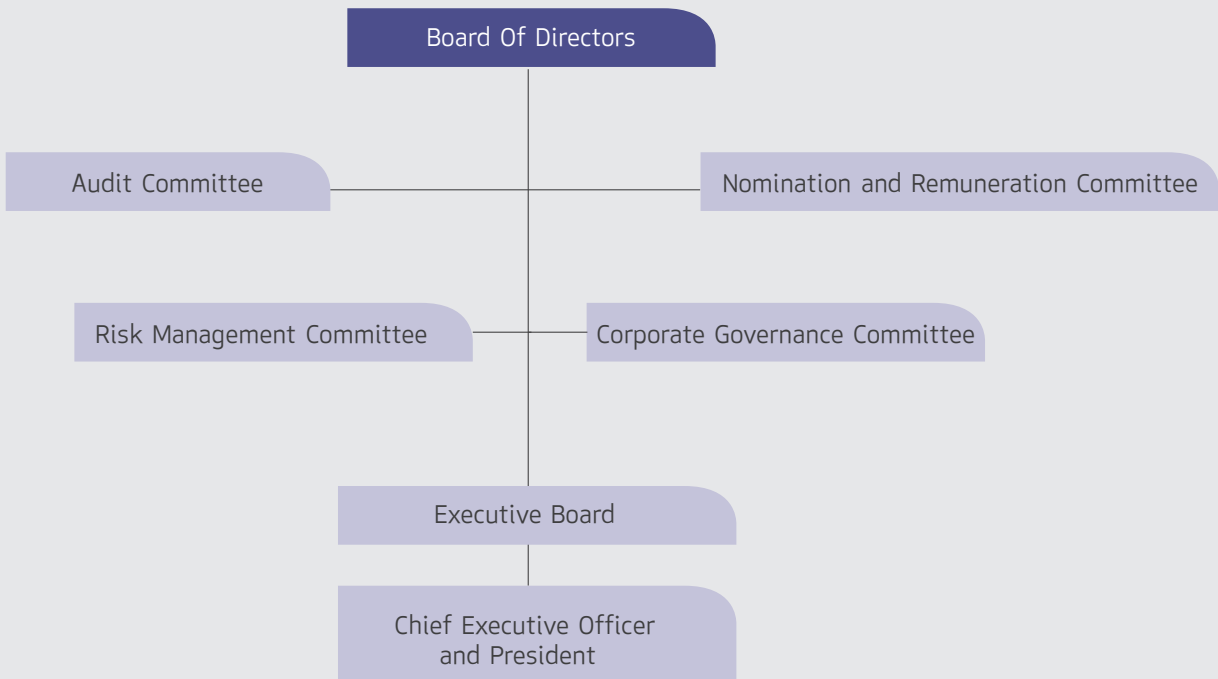 Board Of Directors
Audit Committee
Nomination and Remuneration Committee
Risk Management Committee
Corporate Governance Committee
Executive Board
Chief Executive Officer
and President